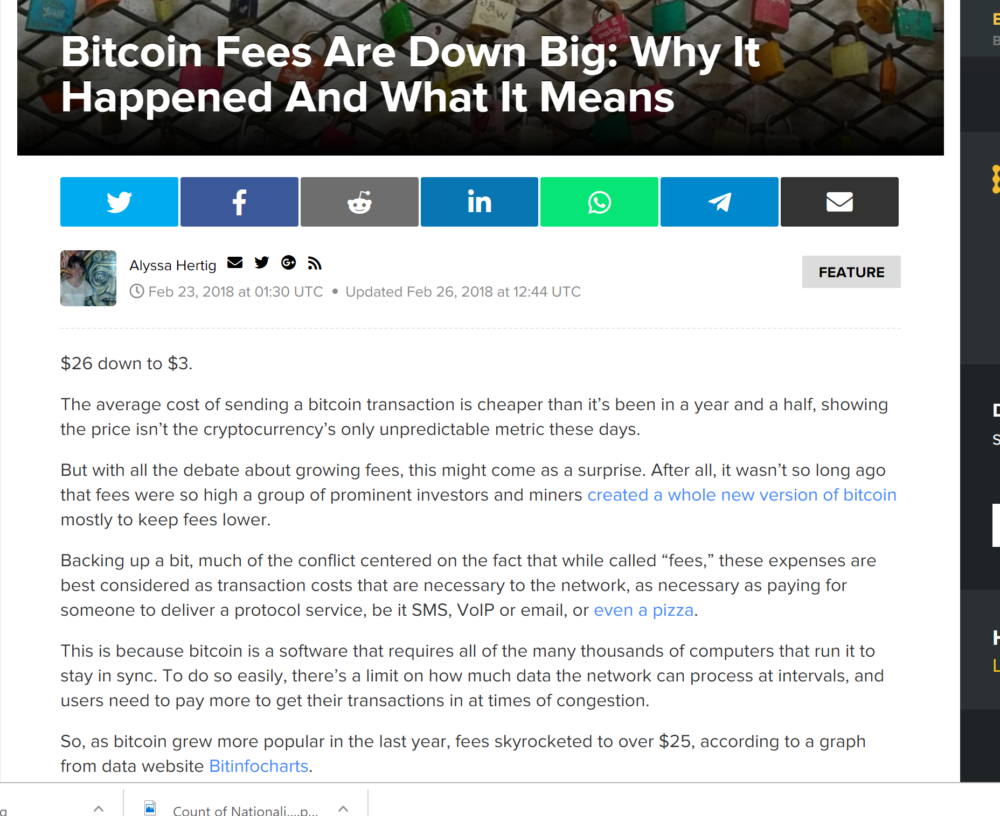 Bitcoin Fees Are Down Big: Why It
Happened And What It Means
in
Alyssa Hertig
G+
Feb 23, 2018 at 01:30 UTC • Updated Feb 26, 2018 at 12:44 UTC
FEATURE
$26 down to $3.
The average cost of sending a bitcoin transaction is cheaper than it’s been in a year and a half, showing
the price isn’t the cryptocurrency’s only unpredictable metric these days.
But with all the debate about growing fees, this might come as a surprise. After all, it wasn’t so long ago
that fees were so high a group of prominent investors and miners created a whole new version of bitcoin
mostly to keep fees lower.
Backing up a bit, much of the conflict centered on the fact that while called “fees,” these expenses are
best considered as transaction costs that are necessary to the network, as necessary as paying for
someone to deliver a protocol service, be it SMS, VoIP or email, or even a pizza.
This is because bitcoin is a software that requires all of the many thousands of computers that run it to
stay in sync. To do so easily, there’s a limit on how much data the network can process at intervals, and
users need to pay more to get their transactions in at times of congestion.
So, as bitcoin grew more popular in the last year, fees skyrocketed to over $25, according to a graph
from data website Bitinfocharts.
Count of Nationali....p...